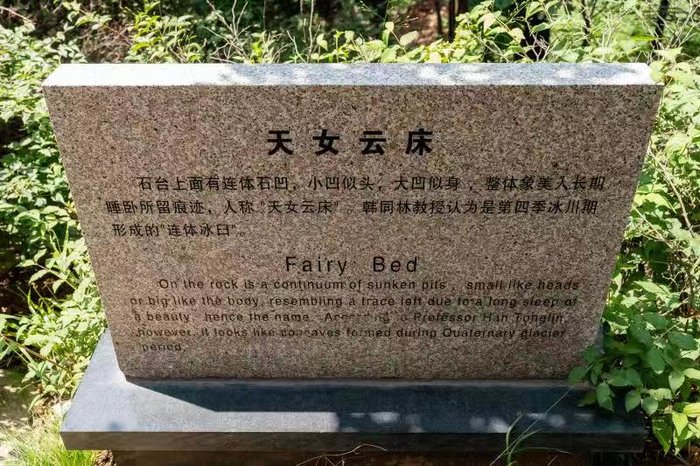 天女云床
石台上面有连体石凹，小凹似头，大凹似身，整体象美人长期
睡卧所留痕迹，人称"天女云床"。韩同林教授认为是第四季冰川期
形成的"连体冰臼"。
Fairy Bed
On the rock is a continuum of sunken pits, small like heads
or big like the body, resembling a trace left due to a long sleep of
a beauty, hence the name. According to Professor Han Tonglin,
however, it looks like concaves formed during Quaternary glacier
period.